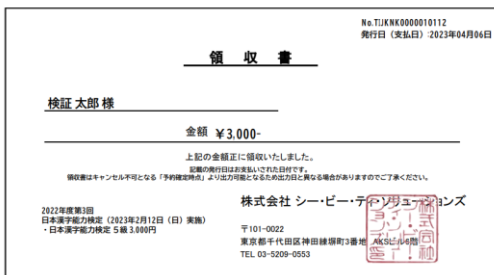 No.TIJKNK0000010112
発行日（支払日）:2023年04月06日
領 収 書
検証 太郎 様
金額 ￥3,000-
上記の金額正に領収いたしました。
記載の発行日はお支払いされた日付です。
領収書はキャンセル不可となる「予約確定時点」より出力可能となるため出力日と異なる場合がありますのでご了承ください。
2022年度第3回
日本漢字能力検定（2023年2月12日（日）実施）
・日本漢字能力検定 5級 3,000円
株式会社 シー・ビー・ティ・ソリューションズ
〒101-0022
東京都千代田区神田練塀町3番地 AKSビル6階
TEL 03-5209-0553